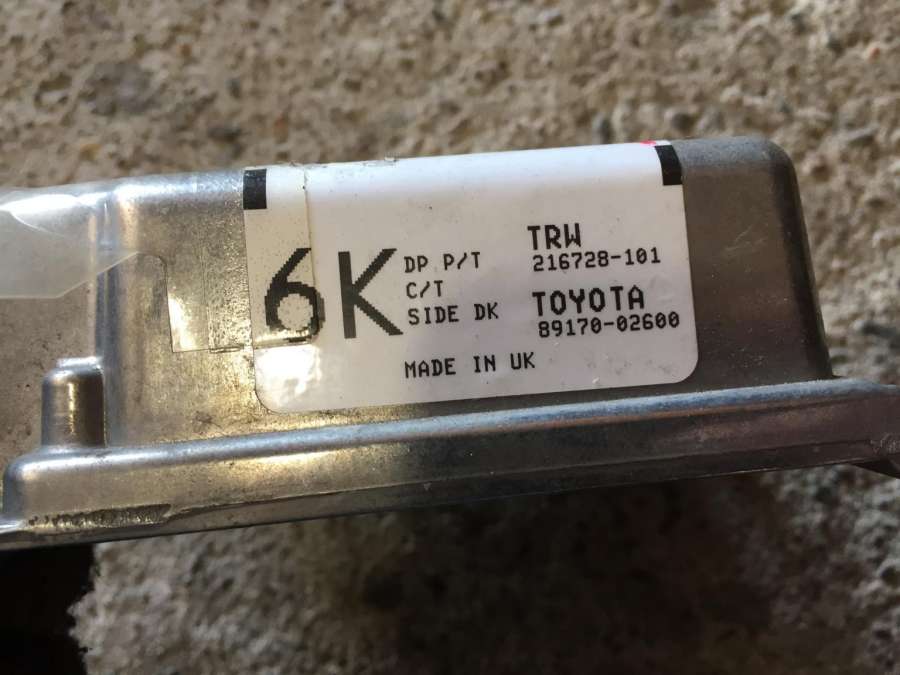 6K
DP P/T
C/T
SIDE DK
TRW
216728-101
TOYOTA
89170-02600
MADE IN UK